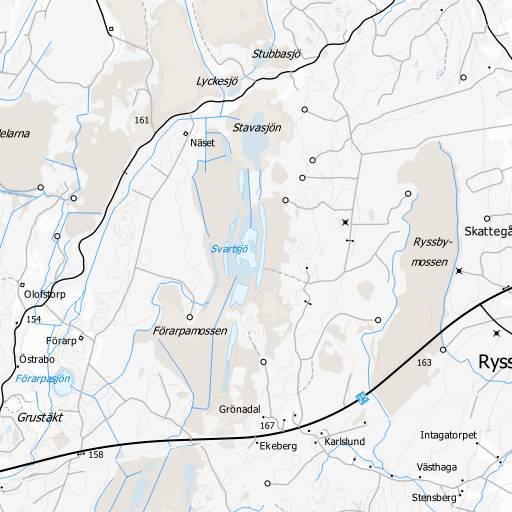 Stubbasjö
Lyckesjö
161
Stavasjön
elarna
Näset
Skattegå
Svartsjö
Ryssby-
mossen
Olofstorp
154
Förarp
Förarpamossen
Östrabo
163
Ryss
Förarpasjön
Grönadal
Grustäkt
167
Karlslund
Intagatorpet
Ekeberg
158
Västhaga
Stensberg